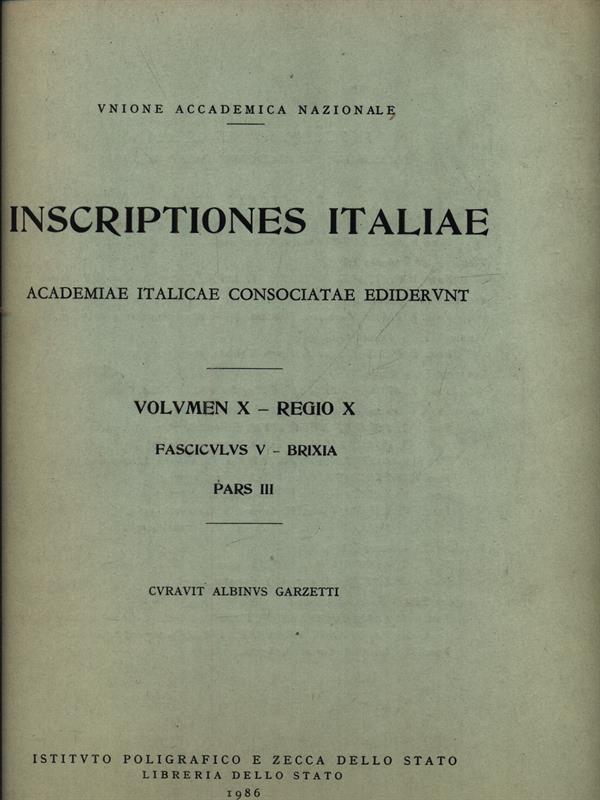 VNIONE ACCADEMICA NAZIONALE
INSCRIPTIONES ITALIAE
ACADEMIAE ITALICAE CONSOCIATAE EDIDERVNT
VOLVMEN X – REGIO X
FASCICVLVS V – BRIXIA
PARS III
CVRAVIT ALBINVS GARZETTI
ISTITVTO POLIGRAFICO E ZECCA DELLO STATO
LIBRERIA DELLO STATO
1986